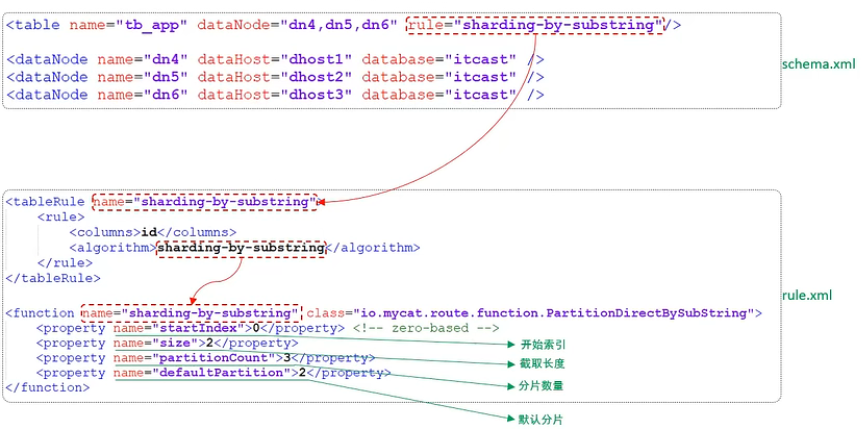 <table name="tb_app" dataNode="dn4,dn5,dn6" rule="sharding-by-substring"/>
<dataNode name="dn4" dataHost="dhost1" database="itcast" />
<dataNode name="dn5" dataHost="dhost2" database="itcast" />
<dataNode name="dn6" dataHost="dhost3" database="itcast" />
schema.xml
<tableRule name="sharding-by-substring">
<rule>
<columns>id</columns>
<algorithm>sharding-by-substring</algorithm>
</rule>
</tableRule>
rule.xml
<function name="sharding-by-substring" class="io.mycat.route.function.PartitionDirectBySubString">
<property name="startIndex">0</property> <!-- zero-based -->
<property name="size">2</property>
<property name="partitionCount">3</property>
<property name="defaultPartition">2</property>
</function>
开始索引
截取长度
分片数量
默认分片